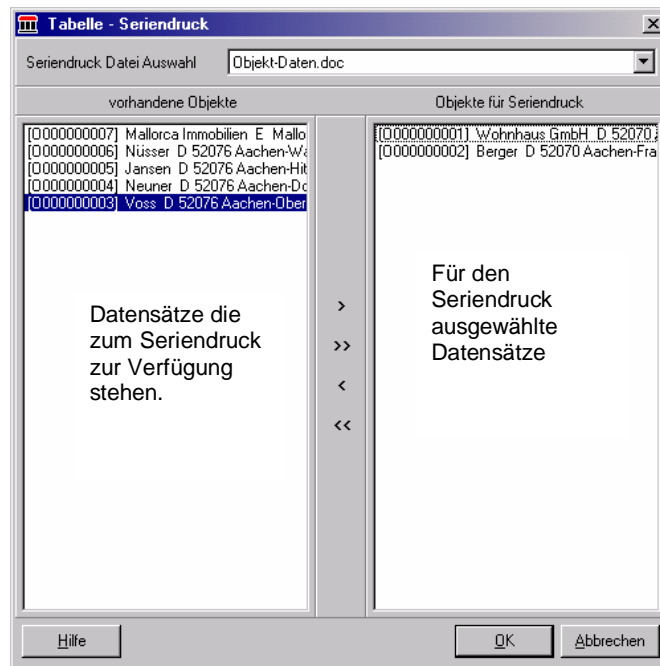 Tabelle - Seriendruck
Seriendruck Datei Auswahl Objekt-Daten.doc
vorhandene Objekte
Objekte für Seriendruck
[O000000007] Mallorca Immobilien E Mallo
[O000000006] Nüsser D 52076 Aachen-Wa
[O000000005] Jansen D 52076 Aachen-Hit
[O000000004] Neuner D 52076 Aachen-Do
[O000000003] Voss D 52076 Aachen-Ober
[O000000001] Wohnhaus GmbH D 52070
[O000000002] Berger D 52070 Aachen-Fra
Datensätze die
zum Seriendruck
zur Verfügung
stehen.
>
>>
<
<<
Für den
Seriendruck
ausgewählte
Datensätze
Hilfe
OK
Abbrechen